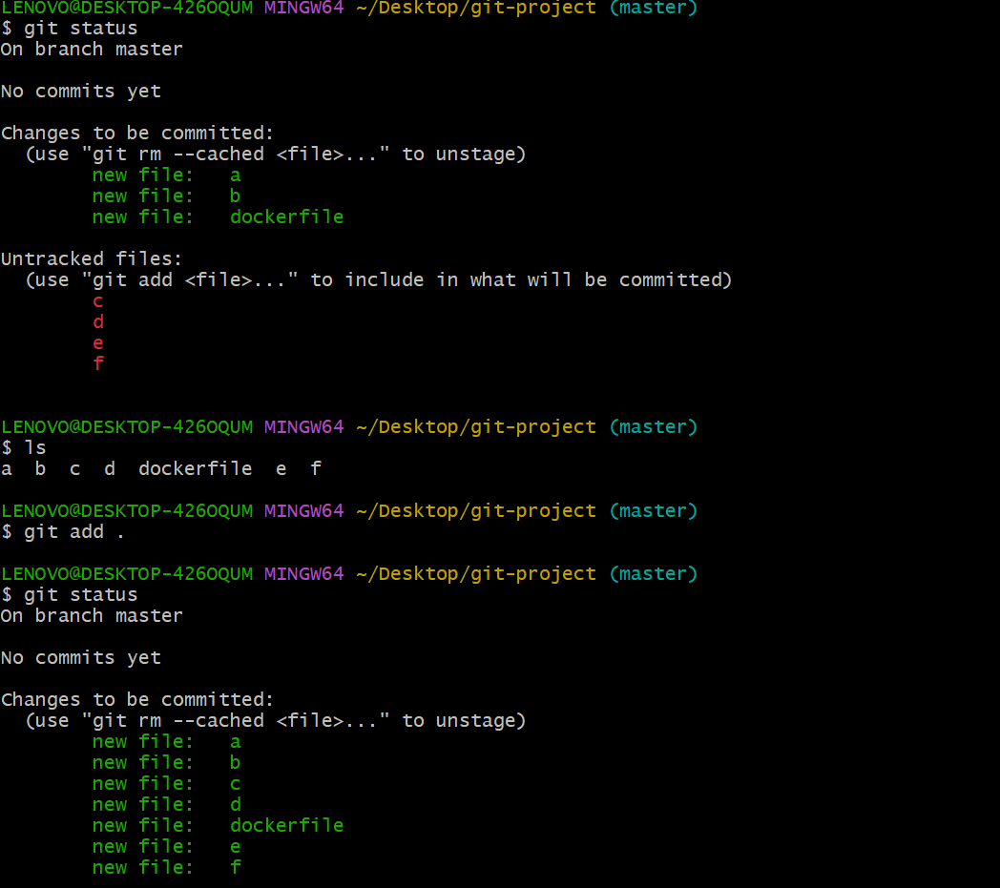 LENOVO@DESKTOP-426OQUM MINGW64 ~/Desktop/git-project (master)
$ git status
On branch master
No commits yet
Changes to be committed:
  (use "git rm --cached <file>..." to unstage)
        new file:   a
        new file:   b
        new file:   dockerfile
Untracked files:
  (use "git add <file>..." to include in what will be committed)
        c
        d
        e
        f
LENOVO@DESKTOP-426OQUM MINGW64 ~/Desktop/git-project (master)
$ ls
a  b  c  d  dockerfile  e  f
LENOVO@DESKTOP-426OQUM MINGW64 ~/Desktop/git-project (master)
$ git add .
LENOVO@DESKTOP-426OQUM MINGW64 ~/Desktop/git-project (master)
$ git status
On branch master
No commits yet
Changes to be committed:
  (use "git rm --cached <file>..." to unstage)
        new file:   a
        new file:   b
        new file:   c
        new file:   d
        new file:   dockerfile
        new file:   e
        new file:   f